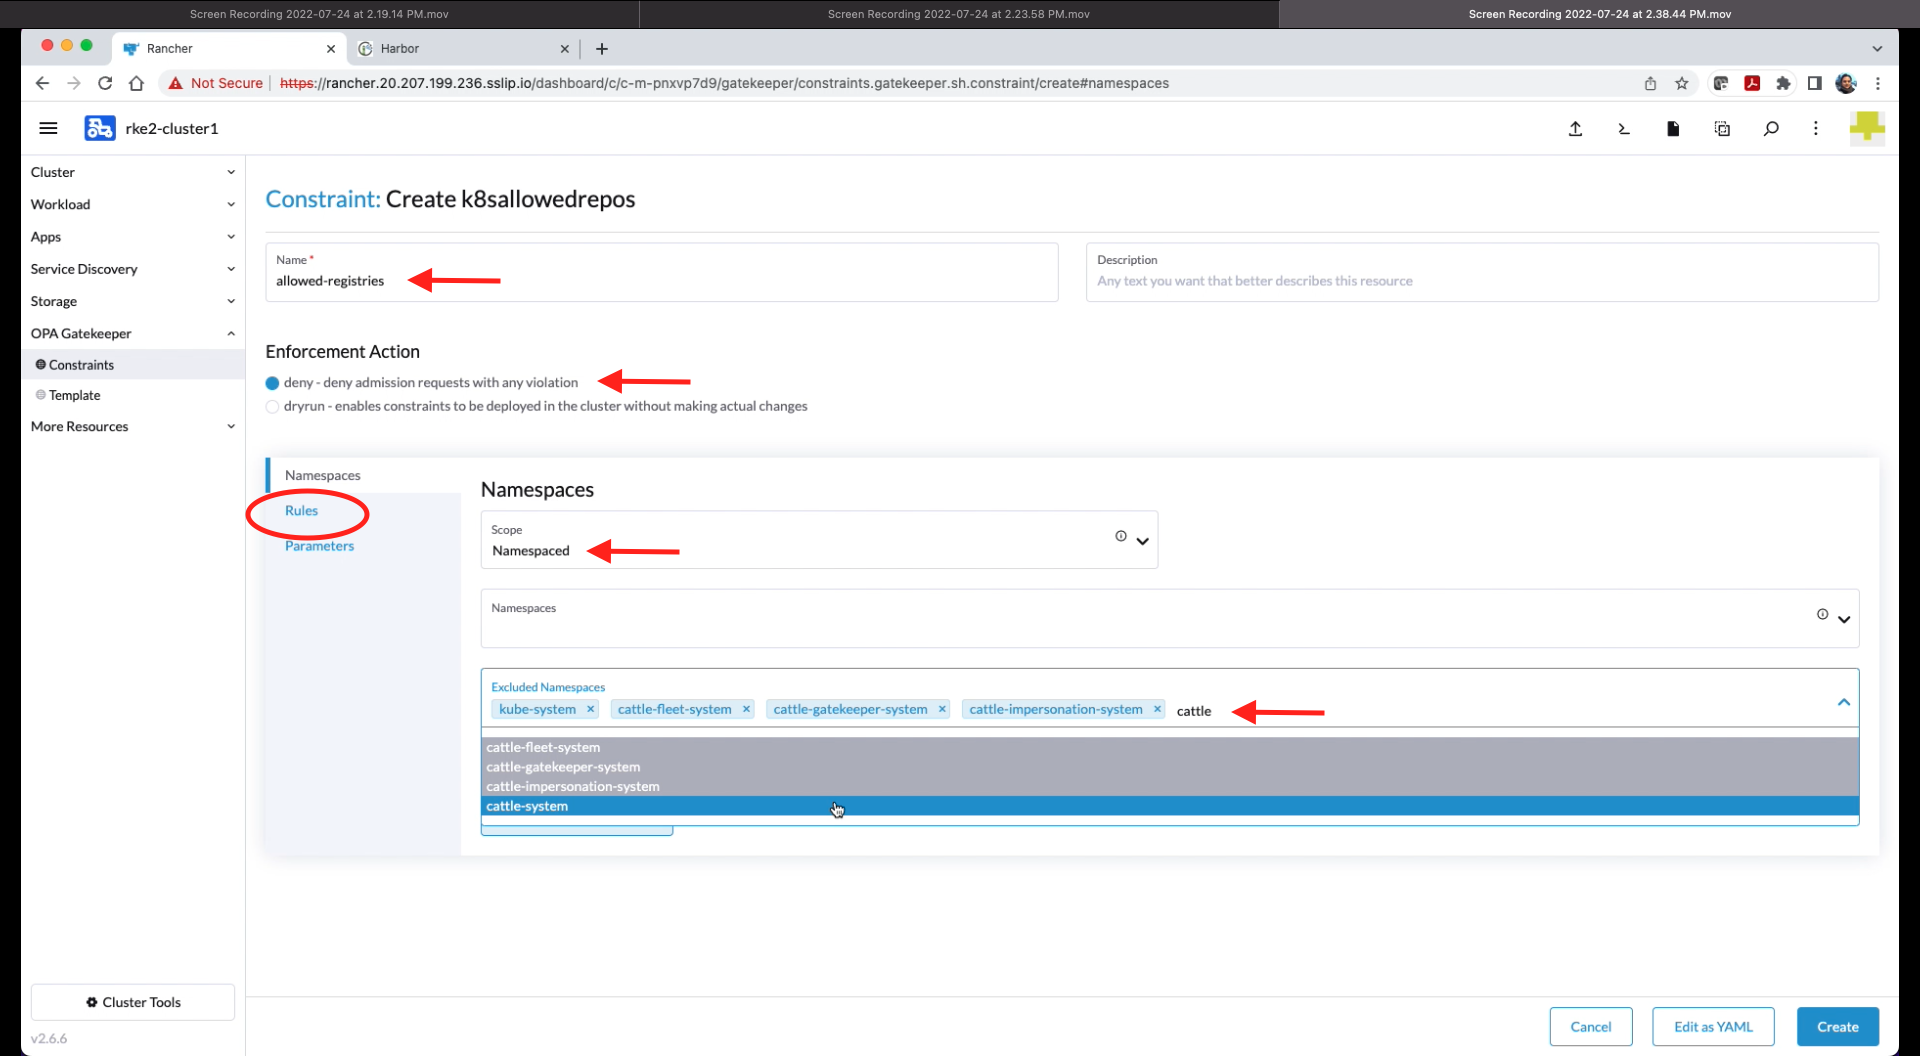 Screen Recording 2022-07-24 at 2.19.14 PM.mov
Screen Recording 2022-07-24 at 2.23.58 PM.mov
Screen Recording 2022-07-24 at 2.38.44 PM.mov
Rancher
Harbor
Not Secure
https://rancher.20.207.199.236.sslip.io/dashboard/c/c-m-pnxvp7d9/gatekeeper/constraints.gatekeeper.sh.constraint/create#namespaces
rke2-cluster1
Cluster
Workload
Apps
Service Discovery
Storage
OPA Gatekeeper
Constraints
Template
More Resources
Cluster Tools
v2.6.6
Constraint: Create k8sallowedrepos
Name *
allowed-registries
Description
Any text you want that better describes this resource
Enforcement Action
deny - deny admission requests with any violation
dryrun - enables constraints to be deployed in the cluster without making actual changes
Namespaces
Rules
Parameters
Namespaces
Scope
Namespaced
Namespaces
Excluded Namespaces
kube-system × cattle-fleet-system × cattle-gatekeeper-system × cattle-impersonation-system × cattle
cattle-fleet-system
cattle-gatekeeper-system
cattle-impersonation-system
cattle-system
Cancel
Edit as YAML
Create